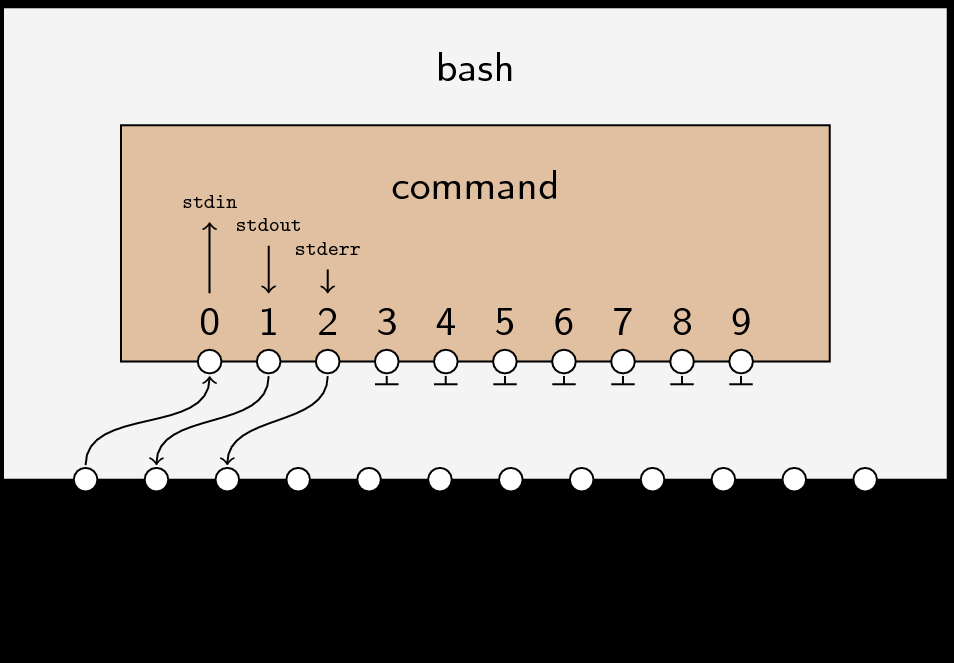 bash
command
stdin
stdout
stderr
0 1 2 3 4 5 6 7 8 9